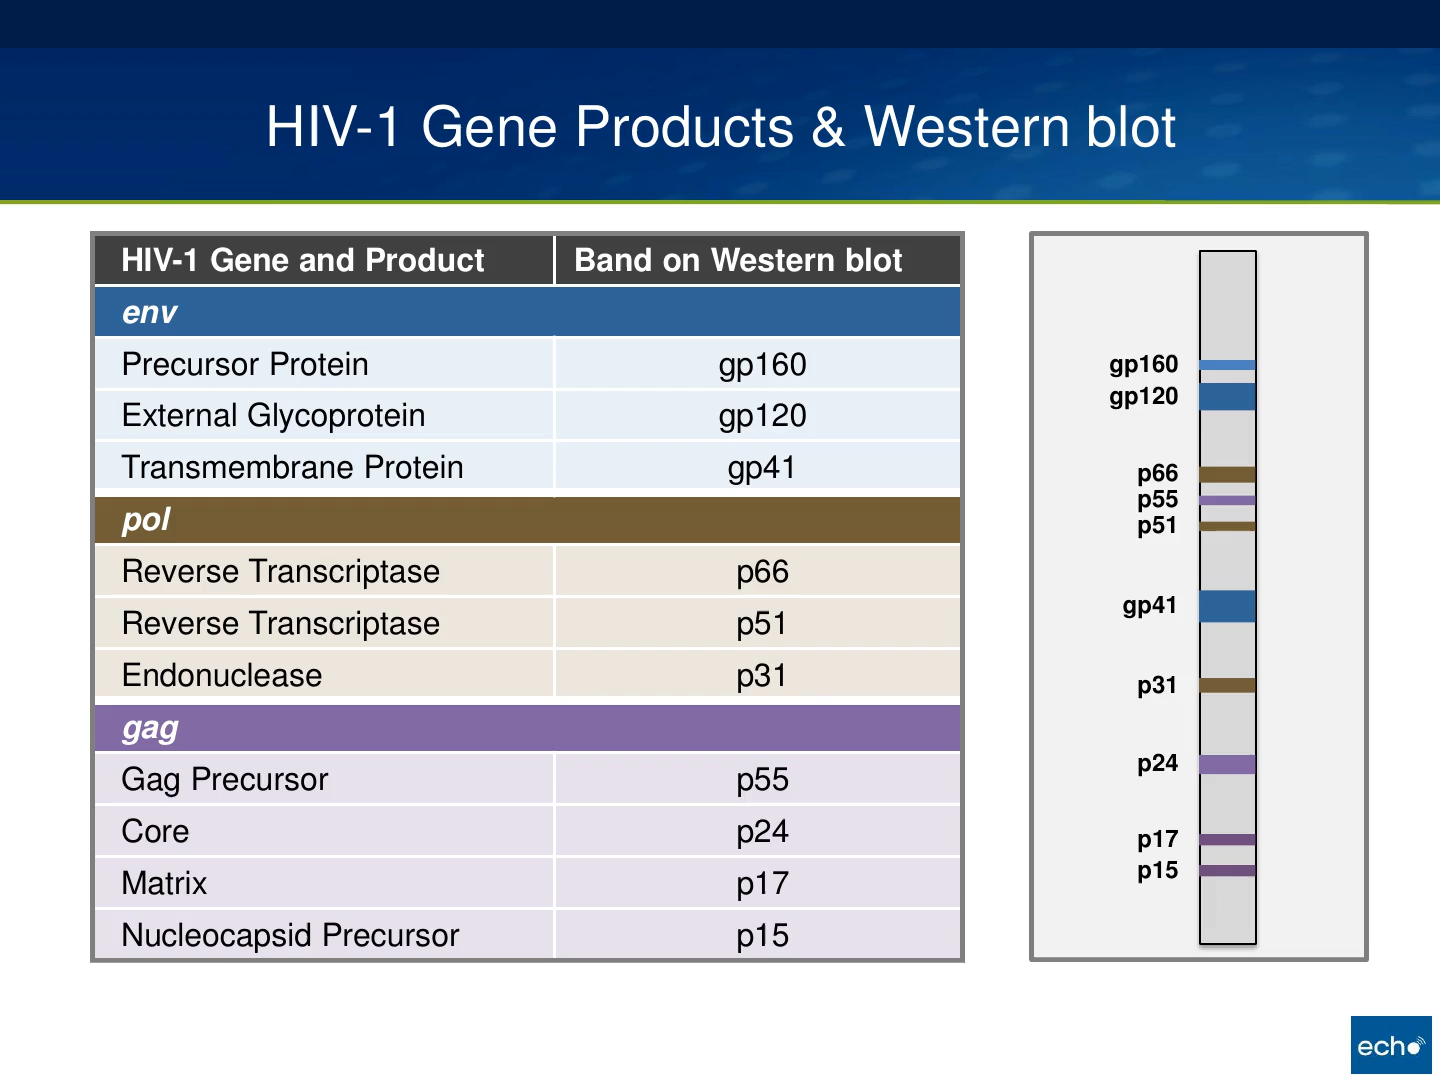 HIV-1 Gene Products & Western blot
HIV-1 Gene and Product Band on Western blot
env
Precursor Protein gp160
External Glycoprotein gp120
Transmembrane Protein gp41
pol
Reverse Transcriptase p66
Reverse Transcriptase p51
Endonuclease p31
gag
Gag Precursor p55
Core p24
Matrix p17
Nucleocapsid Precursor p15
gp160
gp120
p66
p55
p51
gp41
p31
p24
p17
p15
echo